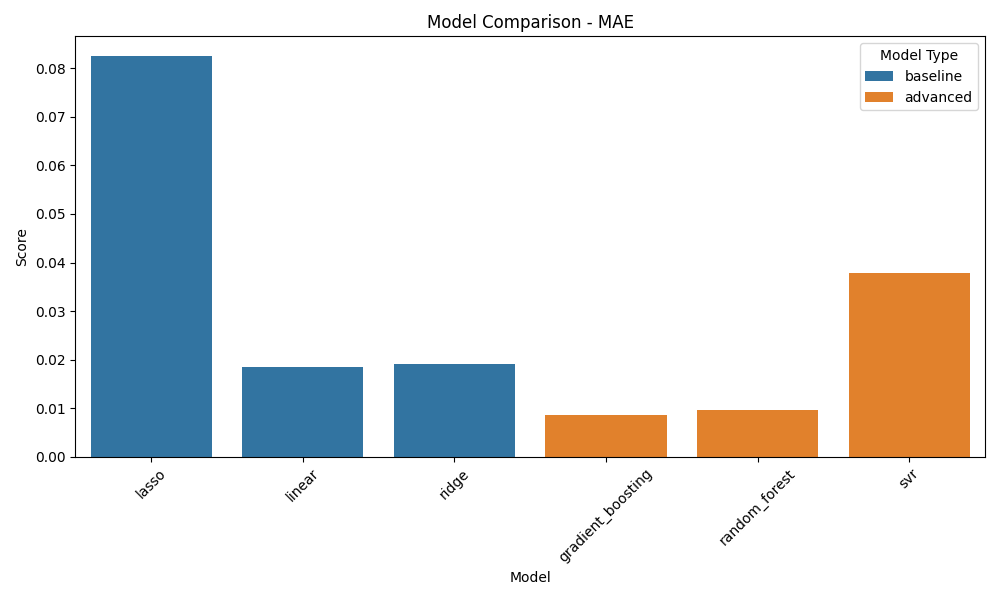 Model Comparison - MAE
Model Type
baseline
advanced
Score
0.08
0.07
0.06
0.05
0.04
0.03
0.02
0.01
0.00
lasso
linear
ridge
gradient_boosting
random_forest
svr
Model